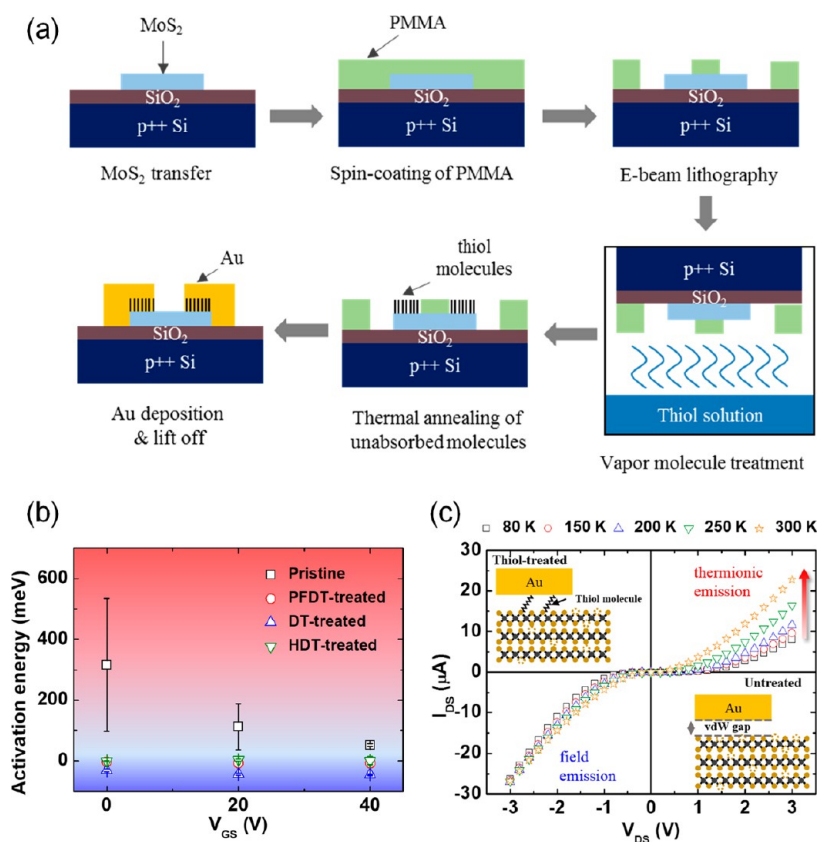 (a)
MoS₂
SiO₂
p++ Si
MoS₂ transfer
PMMA
SiO₂
p++ Si
Spin-coating of PMMA
SiO₂
p++ Si
E-beam lithography
Au
SiO₂
p++ Si
Au deposition
& lift off
thiol
molecules
SiO₂
p++ Si
Thermal annealing of
unabsorbed molecules
p++ Si
SiO₂
Thiol solution
Vapor molecule treatment
(b)
Activation energy (meV)
600
400
200
0
Pristine
PFDT-treated
DT-treated
HDT-treated
0
20
40
V_GS (V)
(c)
80 K
150 K
200 K
250 K
300 K
I_DS (μA)
30
20
10
0
-10
-20
-30
Thiol-treated
Au
Thiol molecule
thermionic
emission
Untreated
Au
vdW gap
field
emission
-3
-2
-1
0
1
2
3
V_DS (V)